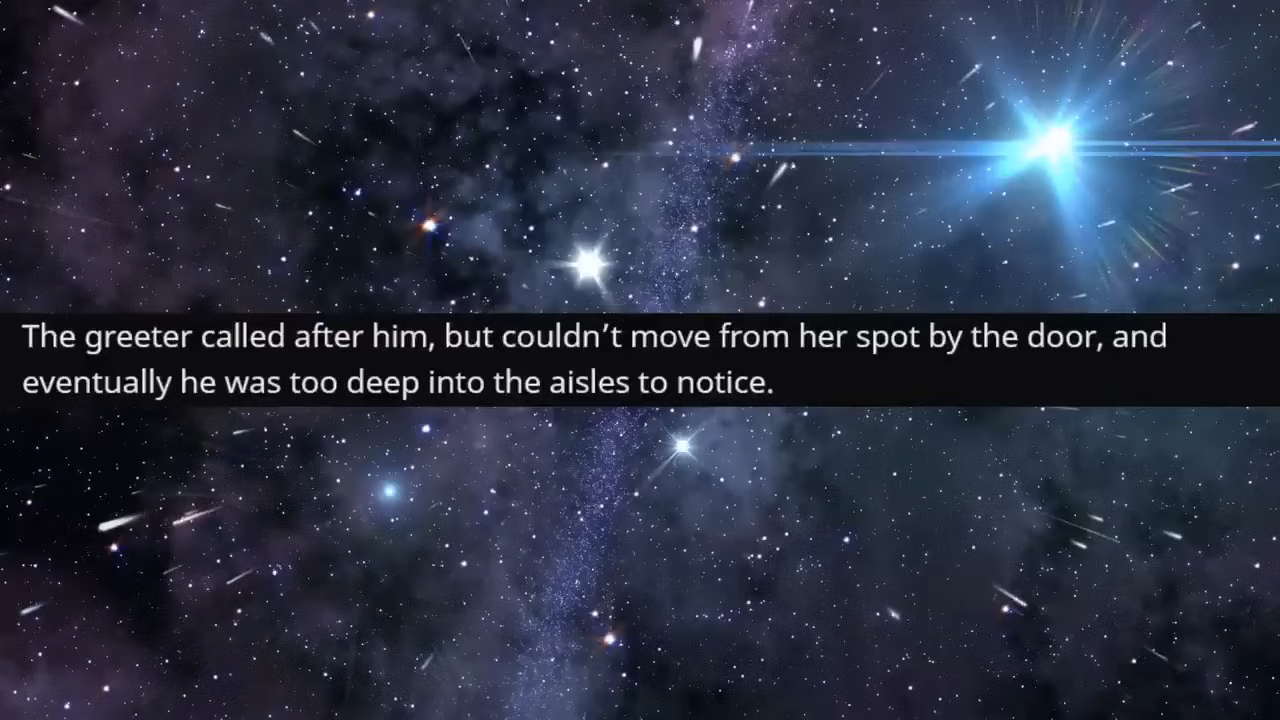 The greeter called after him, but couldn’t move from her spot by the door, and
eventually he was too deep into the aisles to notice.